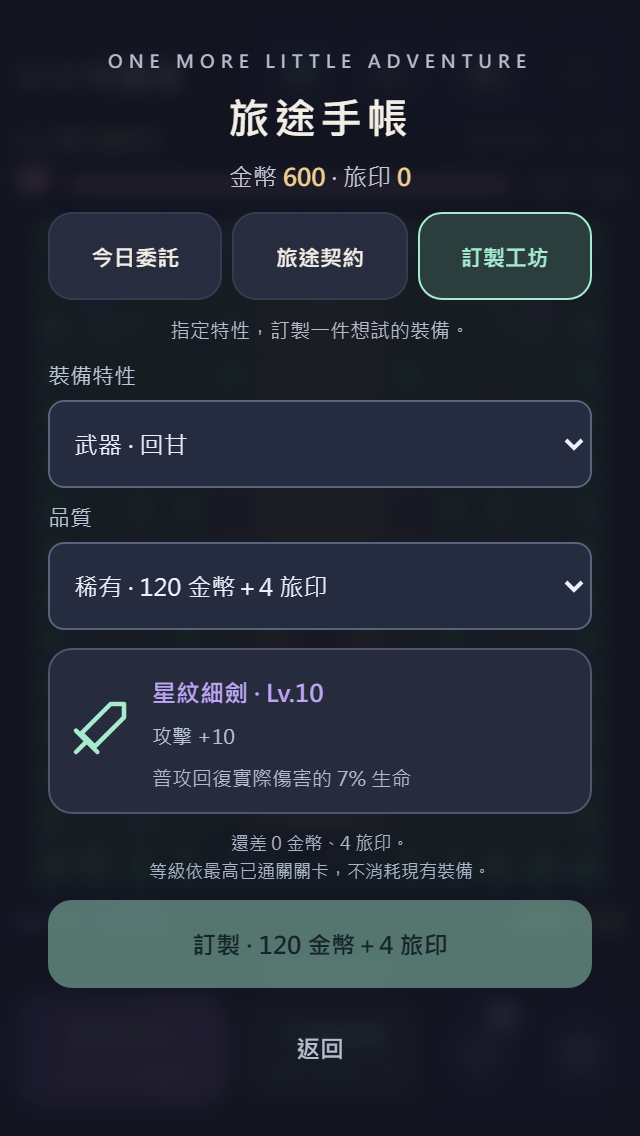 ONE MORE LITTLE ADVENTURE
旅途手帳
金幣 600 · 旅印 0
今日委託
旅途契約
訂製工坊
指定特性，訂製一件想試的裝備。
裝備特性
武器 · 回甘
品質
稀有 · 120 金幣 + 4 旅印
星紋細劍 · Lv.10
攻擊 +10
普攻回復實際傷害的 7% 生命
還差 0 金幣、4 旅印。
等級依最高已通關關卡，不消耗現有裝備。
訂製 · 120 金幣 + 4 旅印
返回